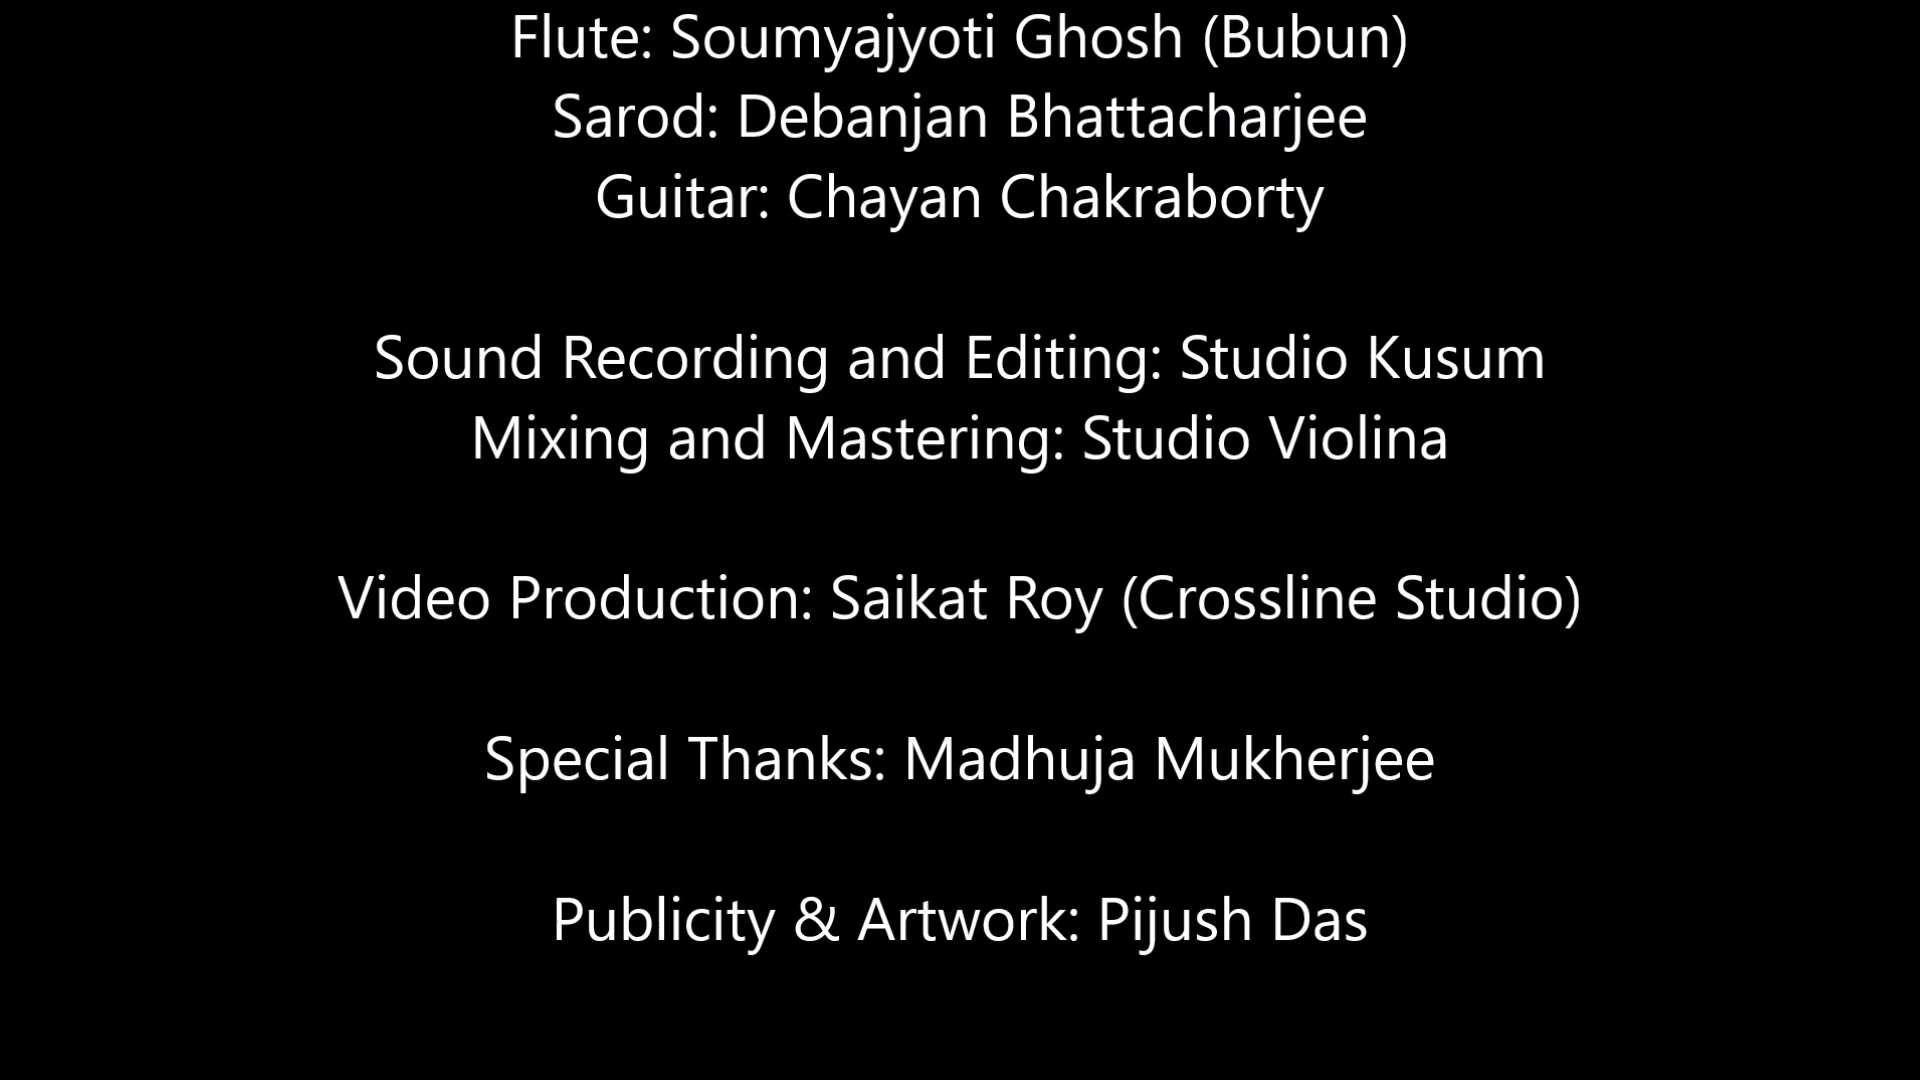 Flute: Soumyajyoti Ghosh (Bubun)
Sarod: Debanjan Bhattacharjee
Guitar: Chayan Chakraborty
Sound Recording and Editing: Studio Kusum
Mixing and Mastering: Studio Violina
Video Production: Saikat Roy (Crossline Studio)
Special Thanks: Madhuja Mukherjee
Publicity & Artwork: Pijush Das